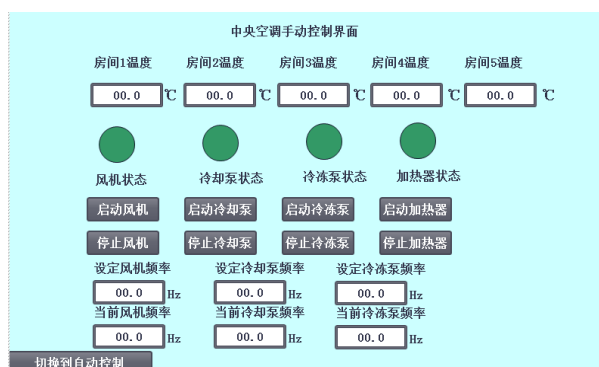 中央空调手动控制界面
房间1温度 房间2温度 房间3温度 房间4温度 房间5温度
00.0 ℃ 00.0 ℃ 00.0 ℃ 00.0 ℃ 00.0 ℃
风机状态 冷却泵状态 冷冻泵状态 加热器状态
启动风机 启动冷却泵 启动冷冻泵 启动加热器
停止风机 停止冷却泵 停止冷冻泵 停止加热器
设定风机频率 设定冷却泵频率 设定冷冻泵频率
00.0 Hz 00.0 Hz 00.0 Hz
当前风机频率 当前冷却泵频率 当前冷冻泵频率
00.0 Hz 00.0 Hz 00.0 Hz
切换到自动控制